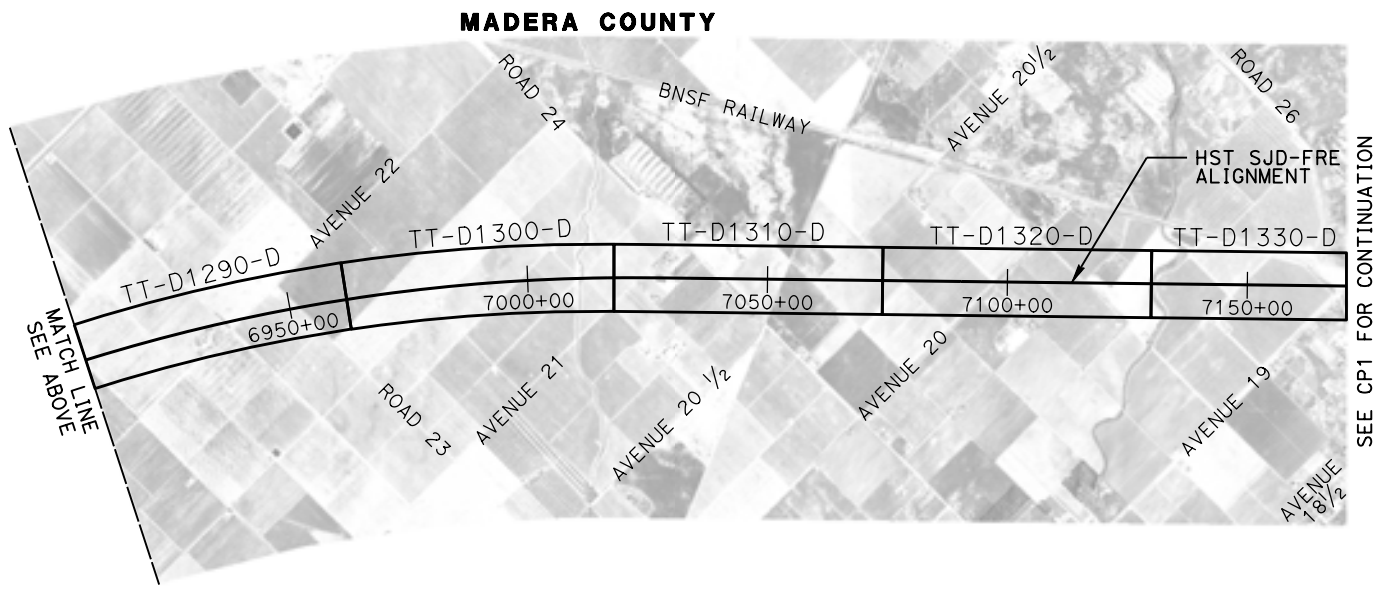 MADERA COUNTY
ROAD 24
BNSF RAILWAY
AVENUE 20½
ROAD 26
HST SJD-FRE
ALIGNMENT
AVENUE 22
TT-D1290-D
TT-D1300-D
TT-D1310-D
TT-D1320-D
TT-D1330-D
6950+00
7000+00
7050+00
7100+00
7150+00
MATCH LINE
SEE ABOVE
ROAD 23
AVENUE 21
AVENUE 20 ½
AVENUE 20
AVENUE 19
AVENUE
18½
SEE CP1 FOR CONTINUATION